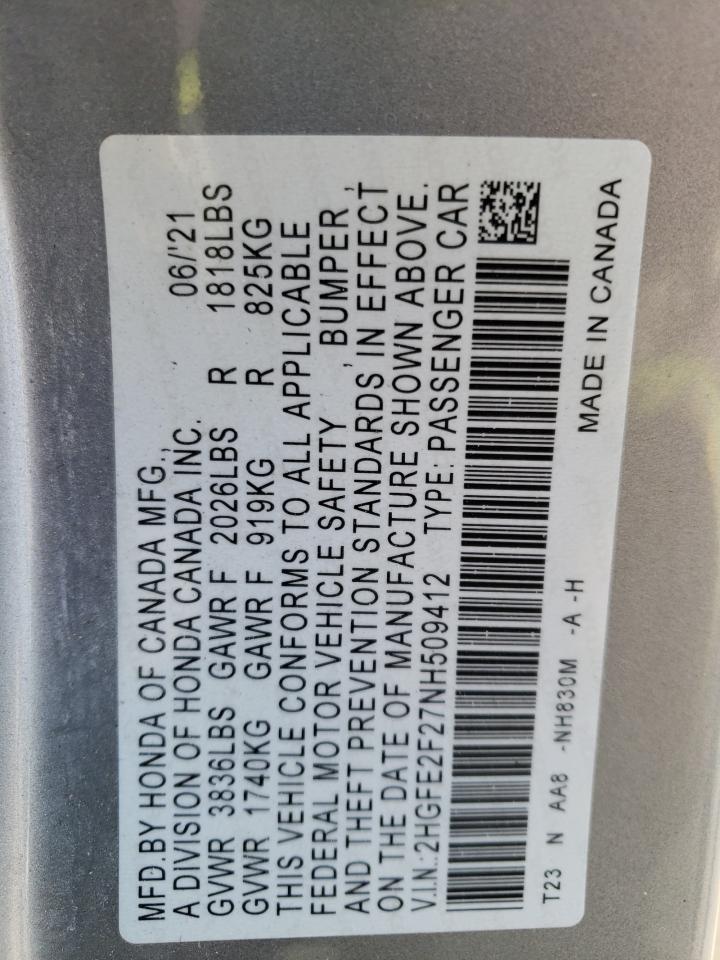 MFD.BY HONDA OF CANADA MFG., 06/'21
A DIVISION OF HONDA CANADA INC.
GVWR 3836LBS GAWR F 2026LBS R 1818LBS
GVWR 1740KG GAWR F 919KG R 825KG
THIS VEHICLE CONFORMS TO ALL APPLICABLE
FEDERAL MOTOR VEHICLE SAFETY , BUMPER ,
AND THEFT PREVENTION STANDARDS IN EFFECT
ON THE DATE OF MANUFACTURE SHOWN ABOVE.
V.I.N.:2HGFE2F27NH509412 TYPE: PASSENGER CAR
T23 N AA8 -NH830M -A -H
MADE IN CANADA